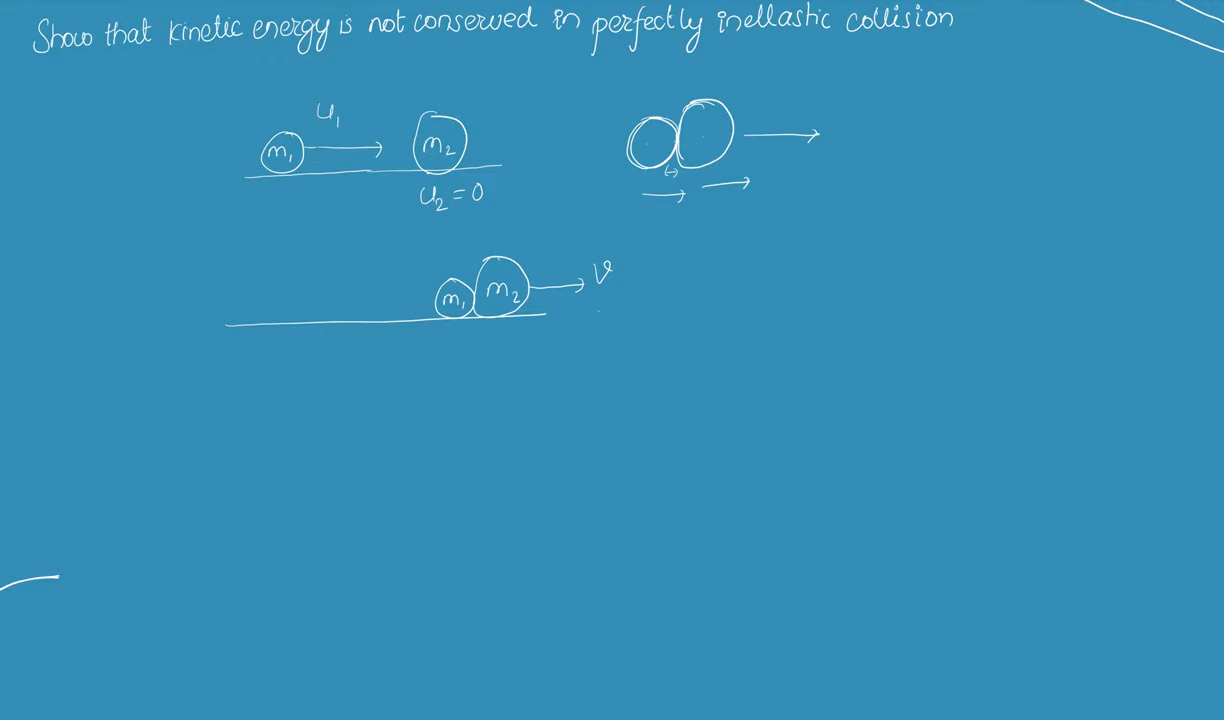 Show that kinetic energy is not conserved in perfectly inellastic collision
u₁
m₁
m₂
u₂ = 0
m₁
m₂
v